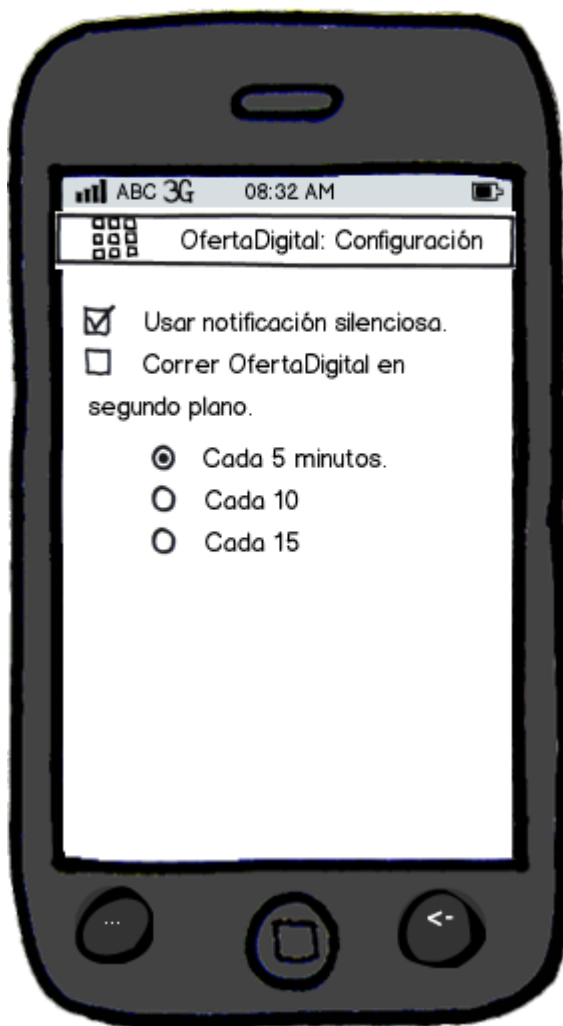 ABC 3G 08:32 AM
OfertaDigital: Configuración
Usar notificación silenciosa.
Correr OfertaDigital en
segundo plano.
Cada 5 minutos.
Cada 10
Cada 15
... <-